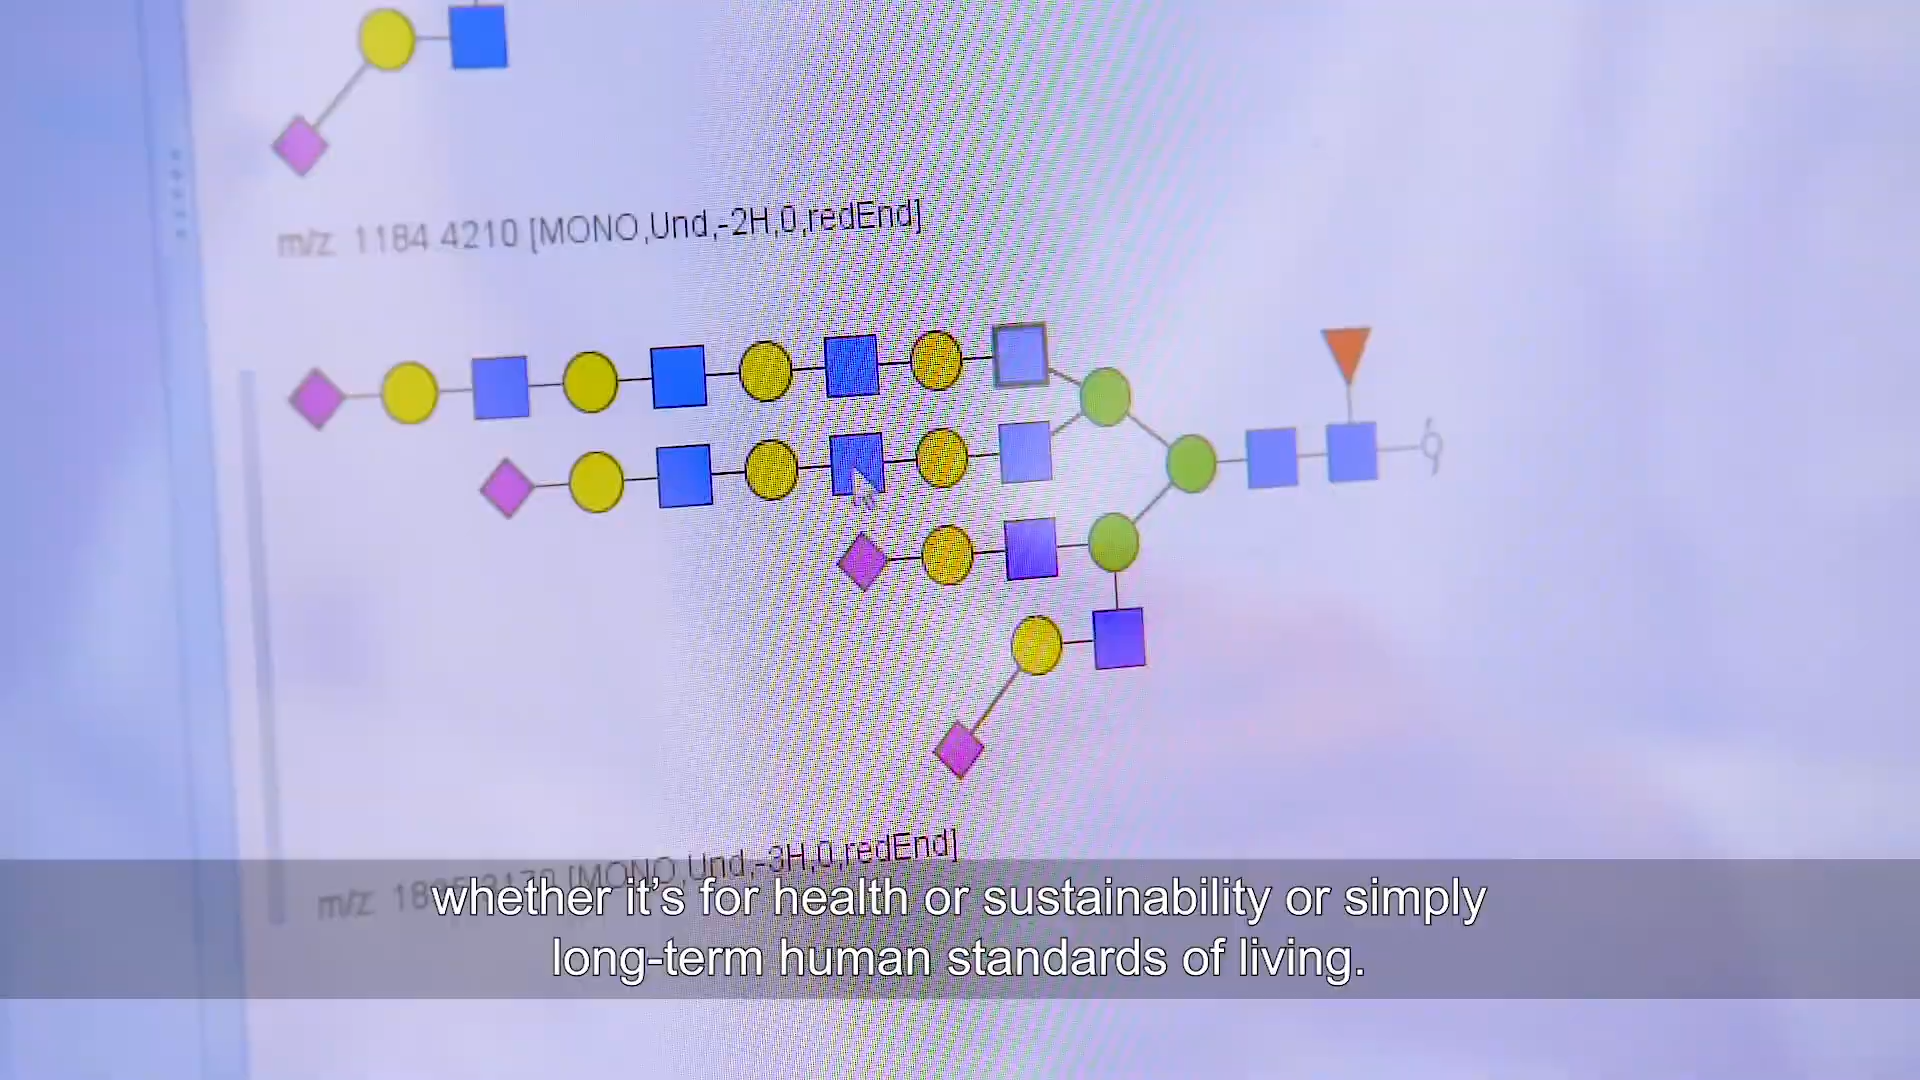 m/z: 1184.4210 [MONO,Und,-2H,0,redEnd]
m/z: [MONO,Und,-3H,0,redEnd]
whether it's for health or sustainability or simply
long-term human standards of living.